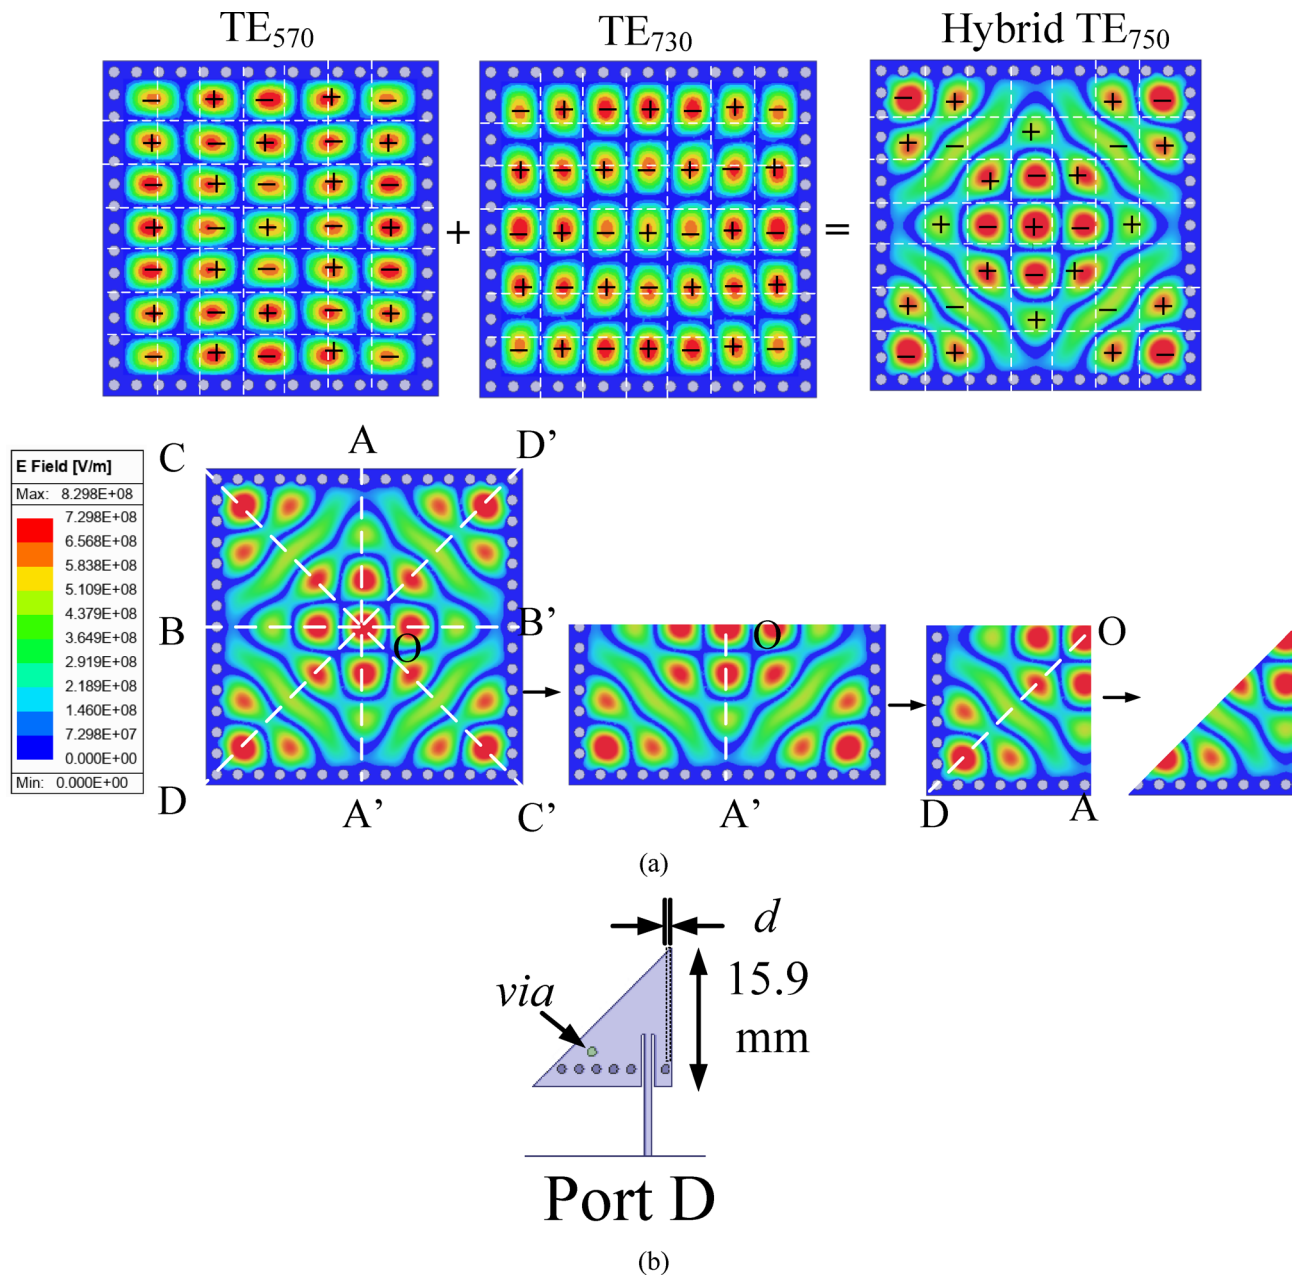 TE570
TE730
Hybrid TE750
− + − + −
+ − + − +
− + − + −
+ − + − +
− + − + −
+ − + − +
− + − + −
+
− + − + − + −
+ − + − + − +
− + − + − + −
+ − + − + − +
− + − + − + −
=
− + + −
+ − + − +
+ − +
+ − + − +
+ − +
+ − + − +
− + + −
E Field [V/m]
Max: 8.298E+08
7.298E+08
6.568E+08
5.838E+08
5.109E+08
4.379E+08
3.649E+08
2.919E+08
2.189E+08
1.460E+08
7.298E+07
0.000E+00
Min: 0.000E+00
C A D’
B O B’
D A’ C’
O
A’
O
D A
(a)
d
15.9
mm
via
Port D
(b)